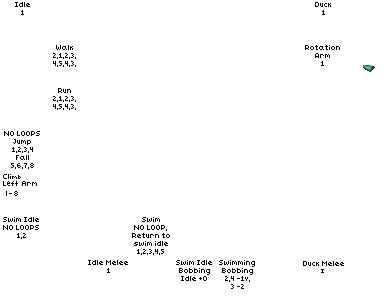 Idle
1
Duck
1
Walk
2,1,2,3,
4,5,4,3,
Rotation
Arm
1
Run
2,1,2,3,
4,5,4,3,
NO LOOPS
Jump
1,2,3,4
Fall
5,6,7,8
Climb
Left Arm
1-8
Swim Idle
NO LOOPS
1,2
Swim
NO LOOP,
Return to
swim idle
1,2,3,4,5
Idle Melee
1
Swim Idle
Bobbing
Idle +0
Swimming
Bobbing
2,4 -1v,
3 -2
Duck Melee
1